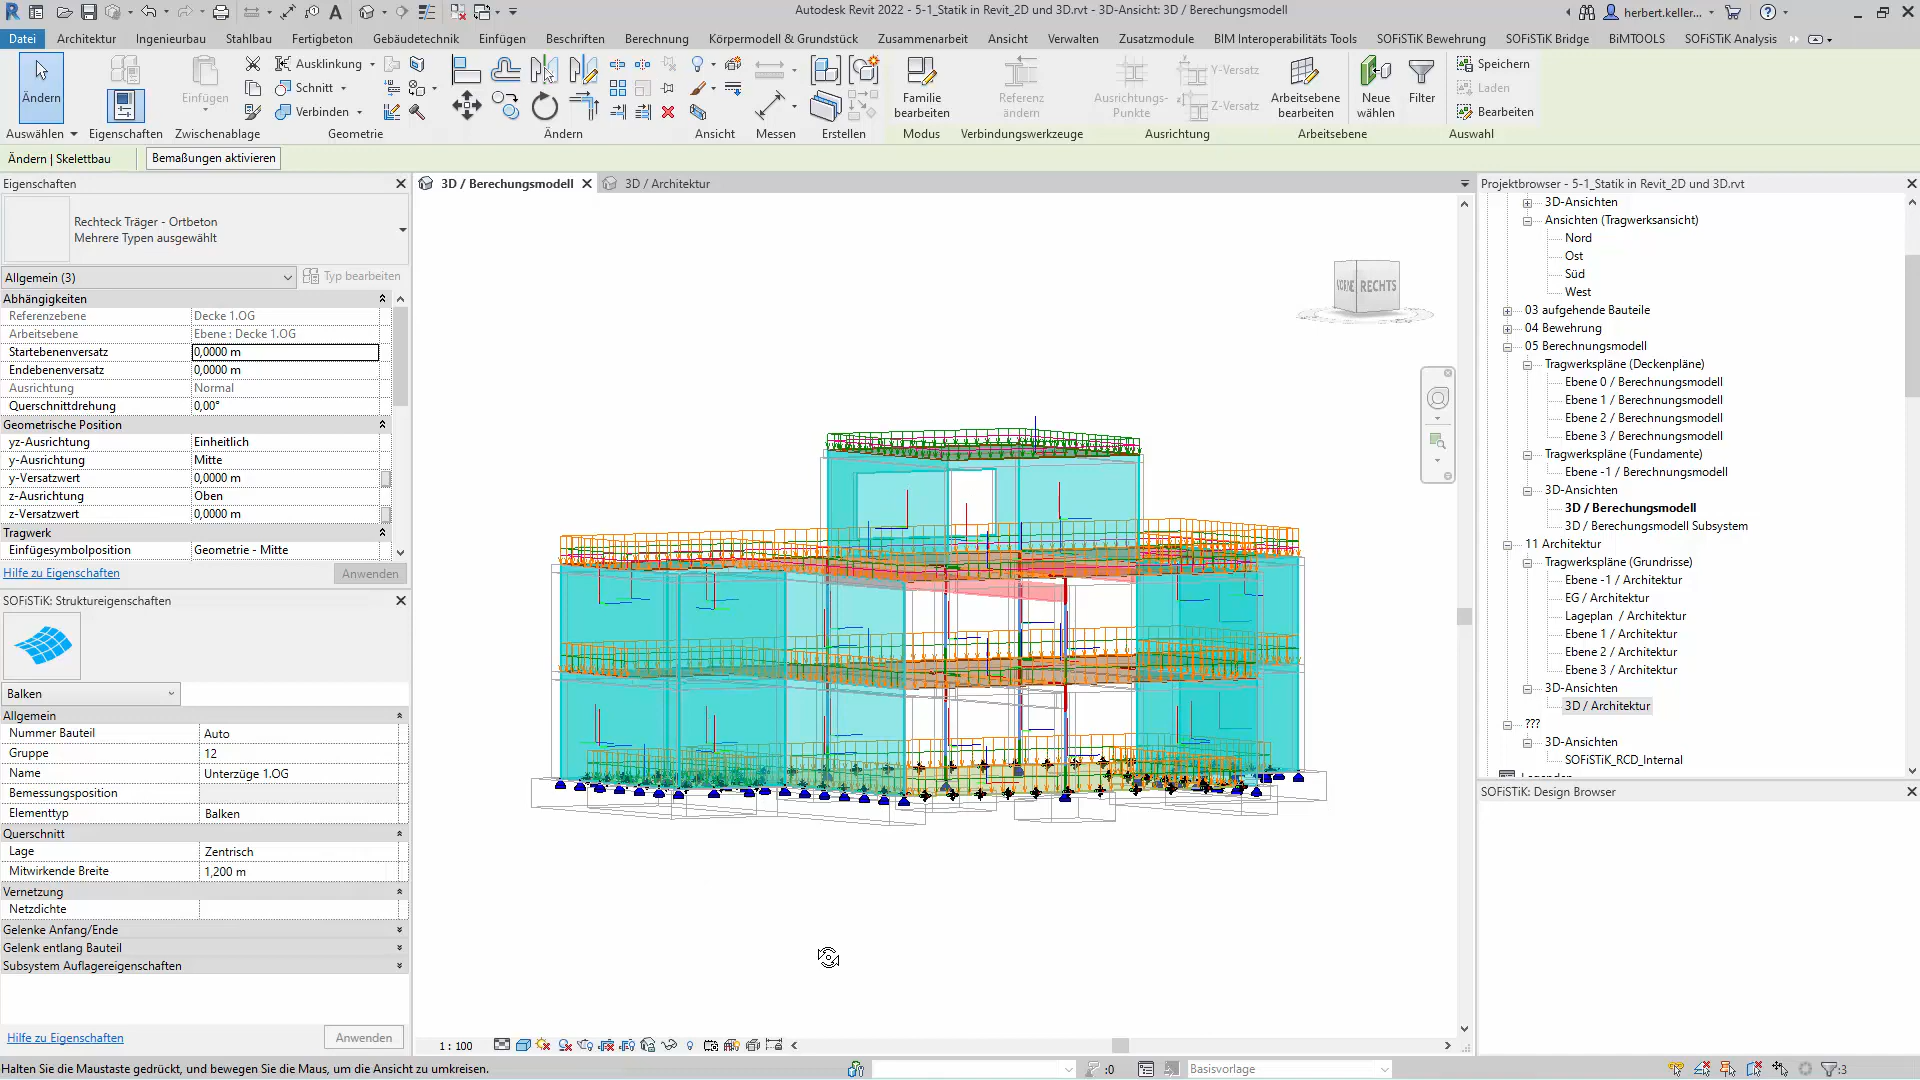 Autodesk Revit 2022 - 5-1_Statik in Revit_2D und 3D.rvt - 3D-Ansicht: 3D / Berechungsmodell
herbert.keller...
Datei
Architektur
Ingenieurbau
Stahlbau
Fertigbeton
Gebäudetechnik
Einfügen
Beschriften
Berechnung
Körpermodell & Grundstück
Zusammenarbeit
Ansicht
Verwalten
Zusatzmodule
BIM Interoperabilitäts Tools
SOFiSTiK Bewehrung
SOFiSTiK Bridge
BiMTOOLS
SOFiSTiK Analysis
Ändern
Einfügen
Ausklinkung
Schnitt
Verbinden
Familie
bearbeiten
Referenz
ändern
Ausrichtungs-
Punkte
Y-Versatz
Z-Versatz
Arbeitsebene
bearbeiten
Neue
wählen
Filter
Speichern
Laden
Bearbeiten
Auswählen
Eigenschaften
Zwischenablage
Geometrie
Ändern
Ansicht
Messen
Erstellen
Modus
Verbindungswerkzeuge
Ausrichtung
Arbeitsebene
Auswahl
Ändern | Skelettbau
Bemaßungen aktivieren
Eigenschaften
Rechteck Träger - Ortbeton
Mehrere Typen ausgewählt
Allgemein (3)
Typ bearbeiten
Abhängigkeiten
Referenzebene Decke 1.OG
Arbeitsebene Ebene : Decke 1.OG
Startebenenversatz 0,0000 m
Endebenenversatz 0,0000 m
Ausrichtung Normal
Querschnittdrehung 0,00°
Geometrische Position
yz-Ausrichtung Einheitlich
y-Ausrichtung Mitte
y-Versatzwert 0,0000 m
z-Ausrichtung Oben
z-Versatzwert 0,0000 m
Tragwerk
Einfügesymbolposition Geometrie - Mitte
Hilfe zu Eigenschaften
Anwenden
SOFiSTiK: Struktureigenschaften
Balken
Allgemein
Nummer Bauteil Auto
Gruppe 12
Name Unterzüge 1.OG
Bemessungsposition
Elementtyp Balken
Querschnitt
Lage Zentrisch
Mitwirkende Breite 1,200 m
Vernetzung
Netzdichte
Gelenke Anfang/Ende
Gelenk entlang Bauteil
Subsystem Auflagereigenschaften
Hilfe zu Eigenschaften
Anwenden
3D / Berechungsmodell
3D / Architektur
RECHTS
1 : 100
Projektbrowser - 5-1_Statik in Revit_2D und 3D.rvt
3D-Ansichten
Ansichten (Tragwerksansicht)
Nord
Ost
Süd
West
03 aufgehende Bauteile
04 Bewehrung
05 Berechnungsmodell
Tragwerkspläne (Deckenpläne)
Ebene 0 / Berechnungsmodell
Ebene 1 / Berechnungsmodell
Ebene 2 / Berechnungsmodell
Ebene 3 / Berechnungsmodell
Tragwerkspläne (Fundamente)
Ebene -1 / Berechnungsmodell
3D-Ansichten
3D / Berechungsmodell
3D / Berechungsmodell Subsystem
11 Architektur
Tragwerkspläne (Grundrisse)
Ebene -1 / Architektur
EG / Architektur
Lageplan / Architektur
Ebene 1 / Architektur
Ebene 2 / Architektur
Ebene 3 / Architektur
3D-Ansichten
3D / Architektur
???
3D-Ansichten
SOFiSTiK_RCD_Internal
SOFiSTiK: Design Browser
Halten Sie die Maustaste gedrückt, und bewegen Sie die Maus, um die Ansicht zu umkreisen.
:0
Basisvorlage
:3